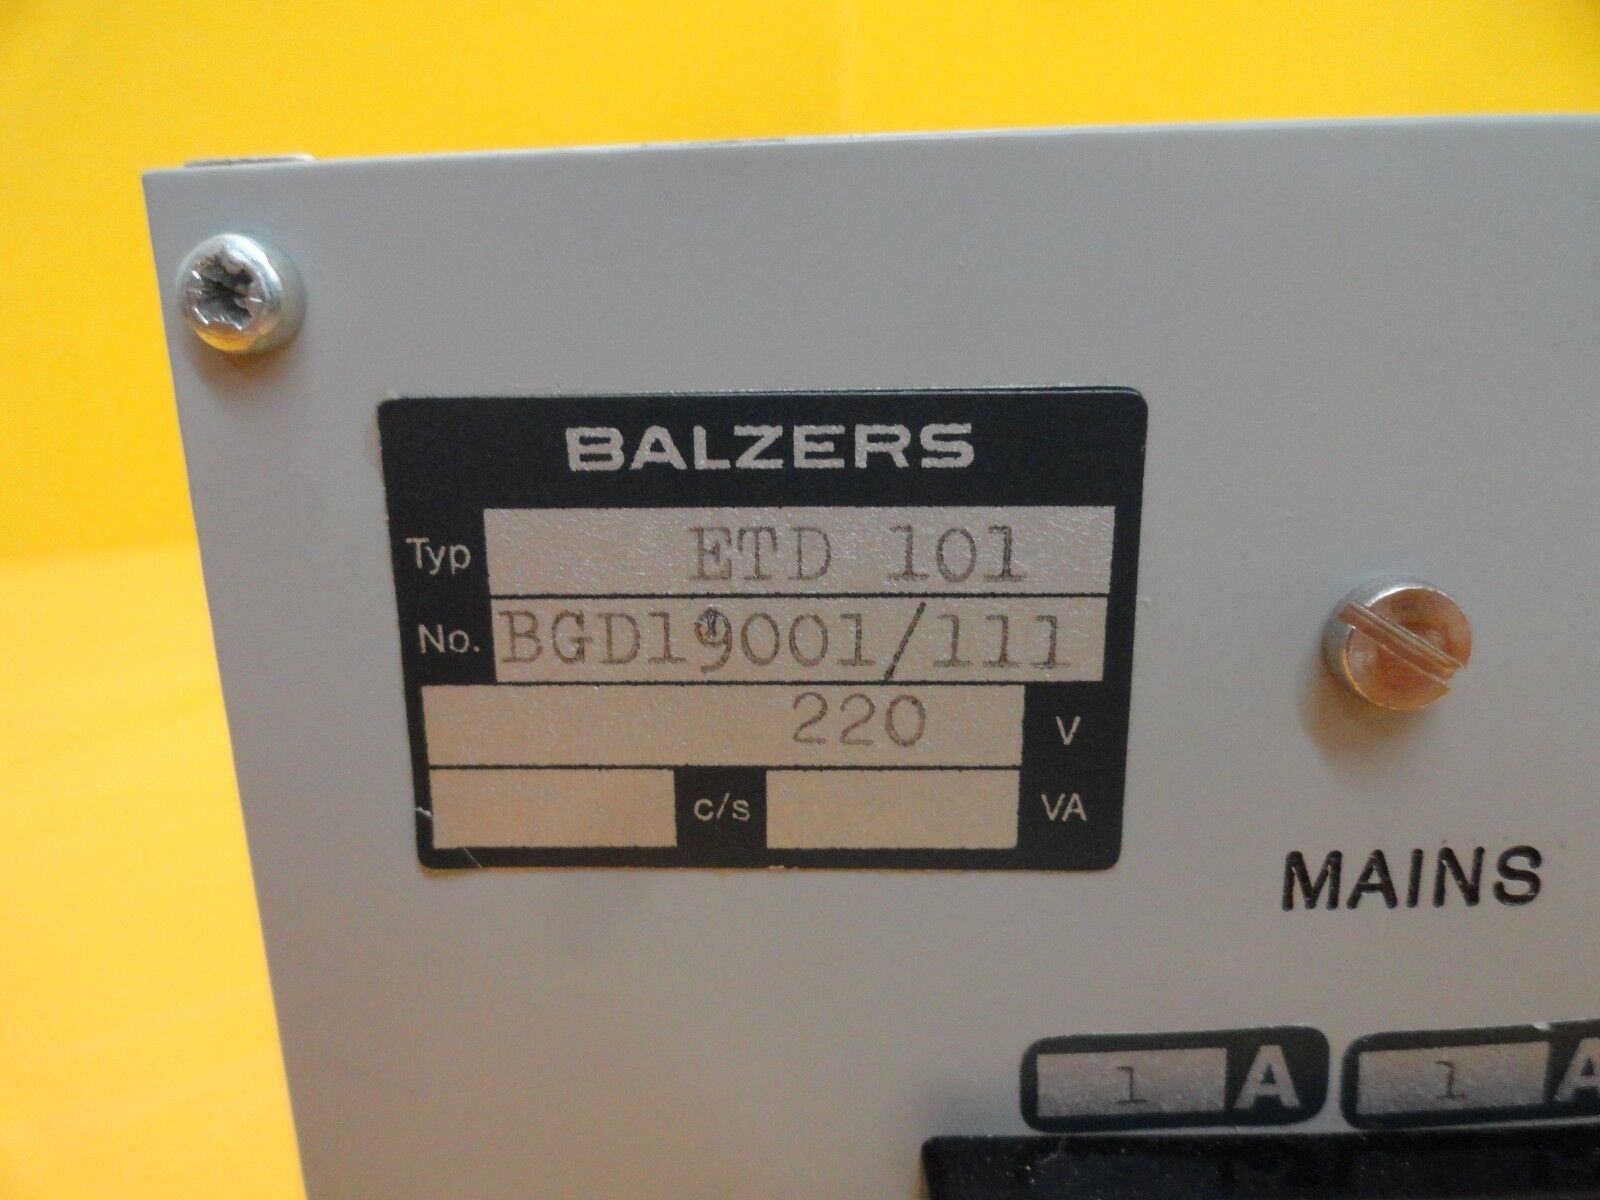 BALZERS
Typ ETD 101
No. BGD19001/111
220 V
c/s VA
MAINS
1 A 1 A